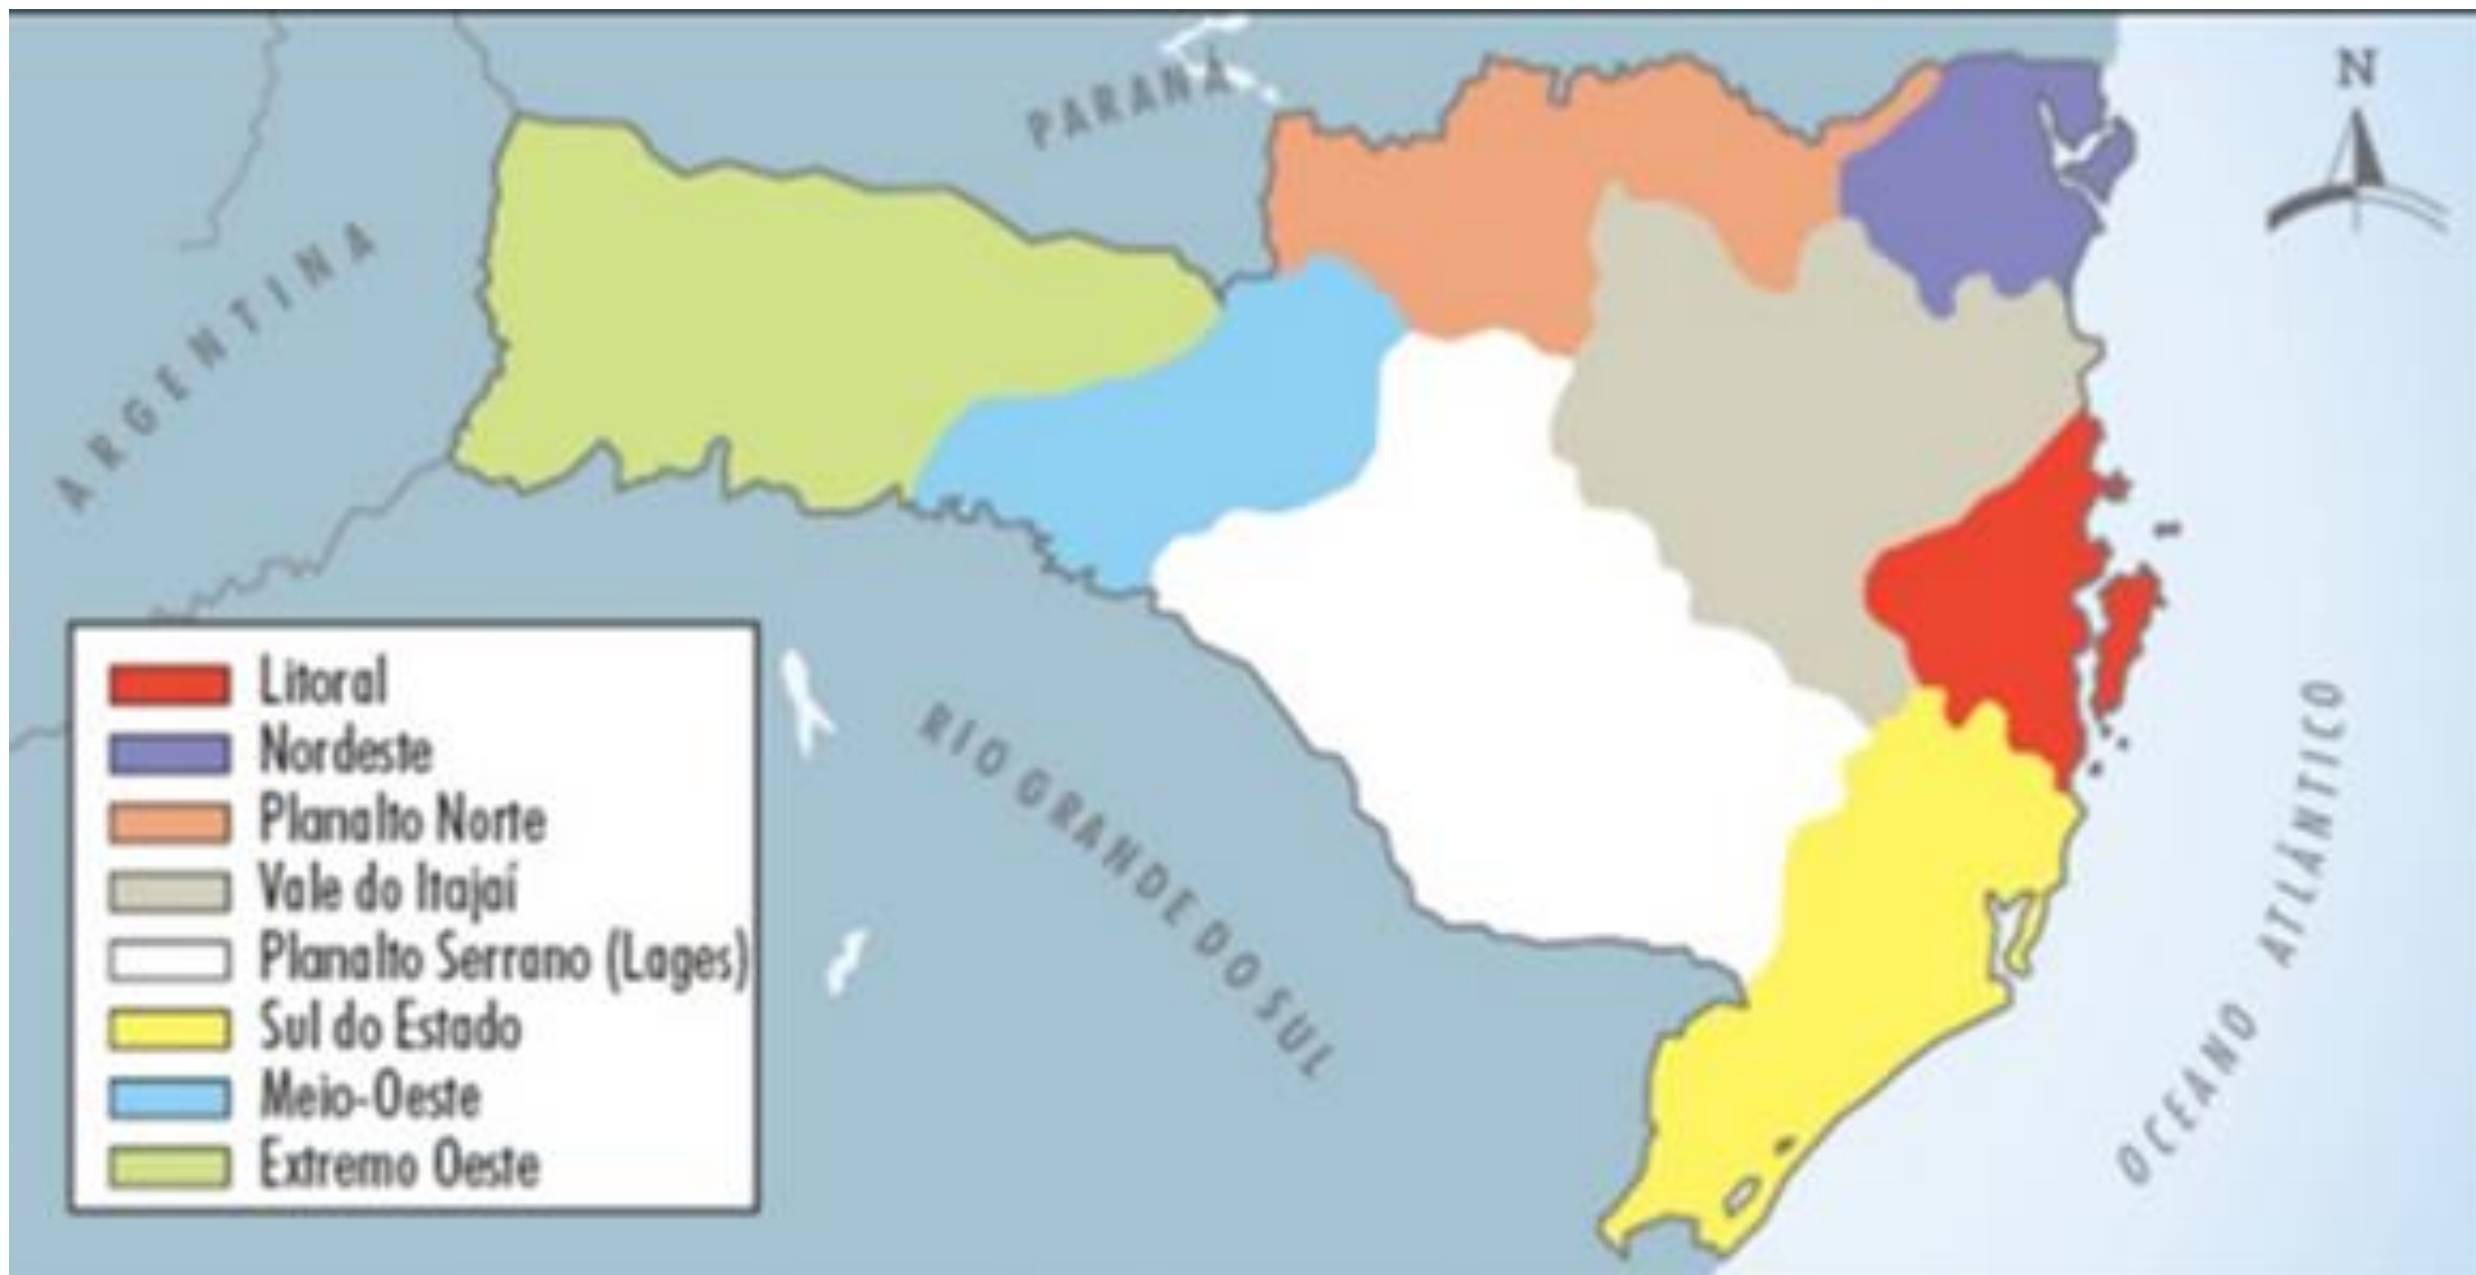 PARANÁ
N
ARGENTINA
Litoral
Nordeste
Planalto Norte
Vale do Itajaí
Planalto Serrano (Lages)
Sul do Estado
Meio-Oeste
Extremo Oeste
RIO GRANDE DO SUL
OCEANO ATLÂNTICO